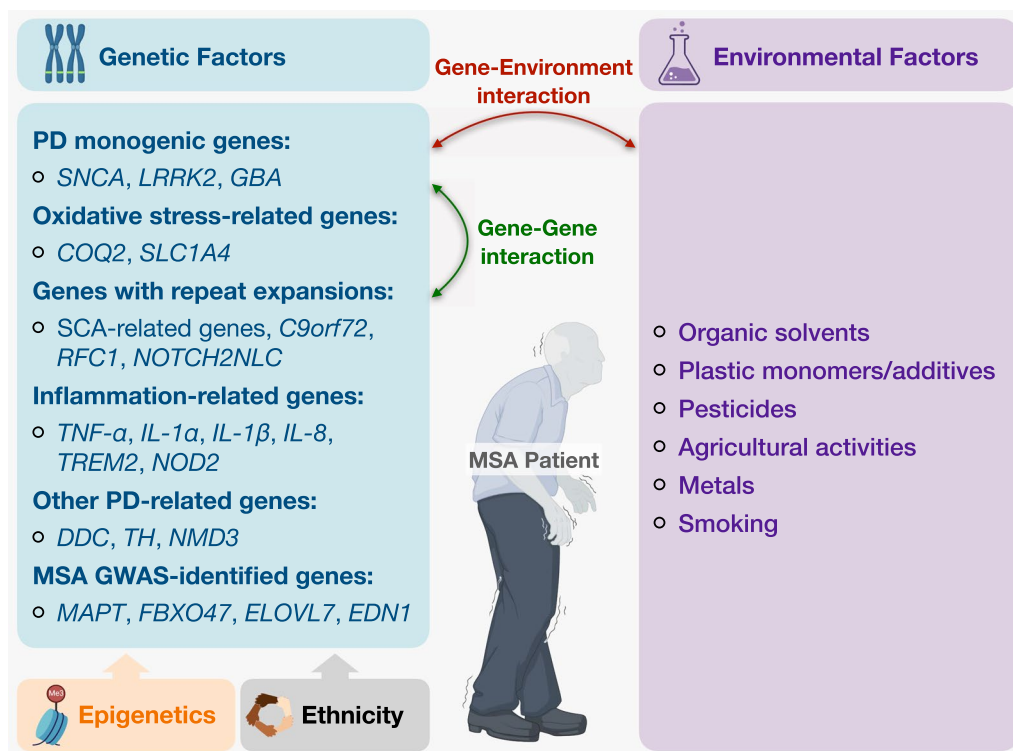 Genetic Factors
Gene-Environment
interaction
Environmental Factors
PD monogenic genes:
SNCA, LRRK2, GBA
Oxidative stress-related genes:
COQ2, SLC1A4
Genes with repeat expansions:
SCA-related genes, C9orf72,
RFC1, NOTCH2NLC
Inflammation-related genes:
TNF-α, IL-1α, IL-1β, IL-8,
TREM2, NOD2
Other PD-related genes:
DDC, TH, NMD3
MSA GWAS-identified genes:
MAPT, FBXO47, ELOVL7, EDN1
Gene-Gene
interaction
MSA Patient
Organic solvents
Plastic monomers/additives
Pesticides
Agricultural activities
Metals
Smoking
Me3
Epigenetics
Ethnicity